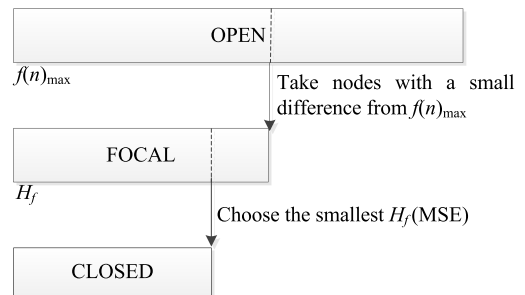 OPEN
f(n)max
Take nodes with a small
difference from f(n)max
FOCAL
Hf
Choose the smallest Hf(MSE)
CLOSED